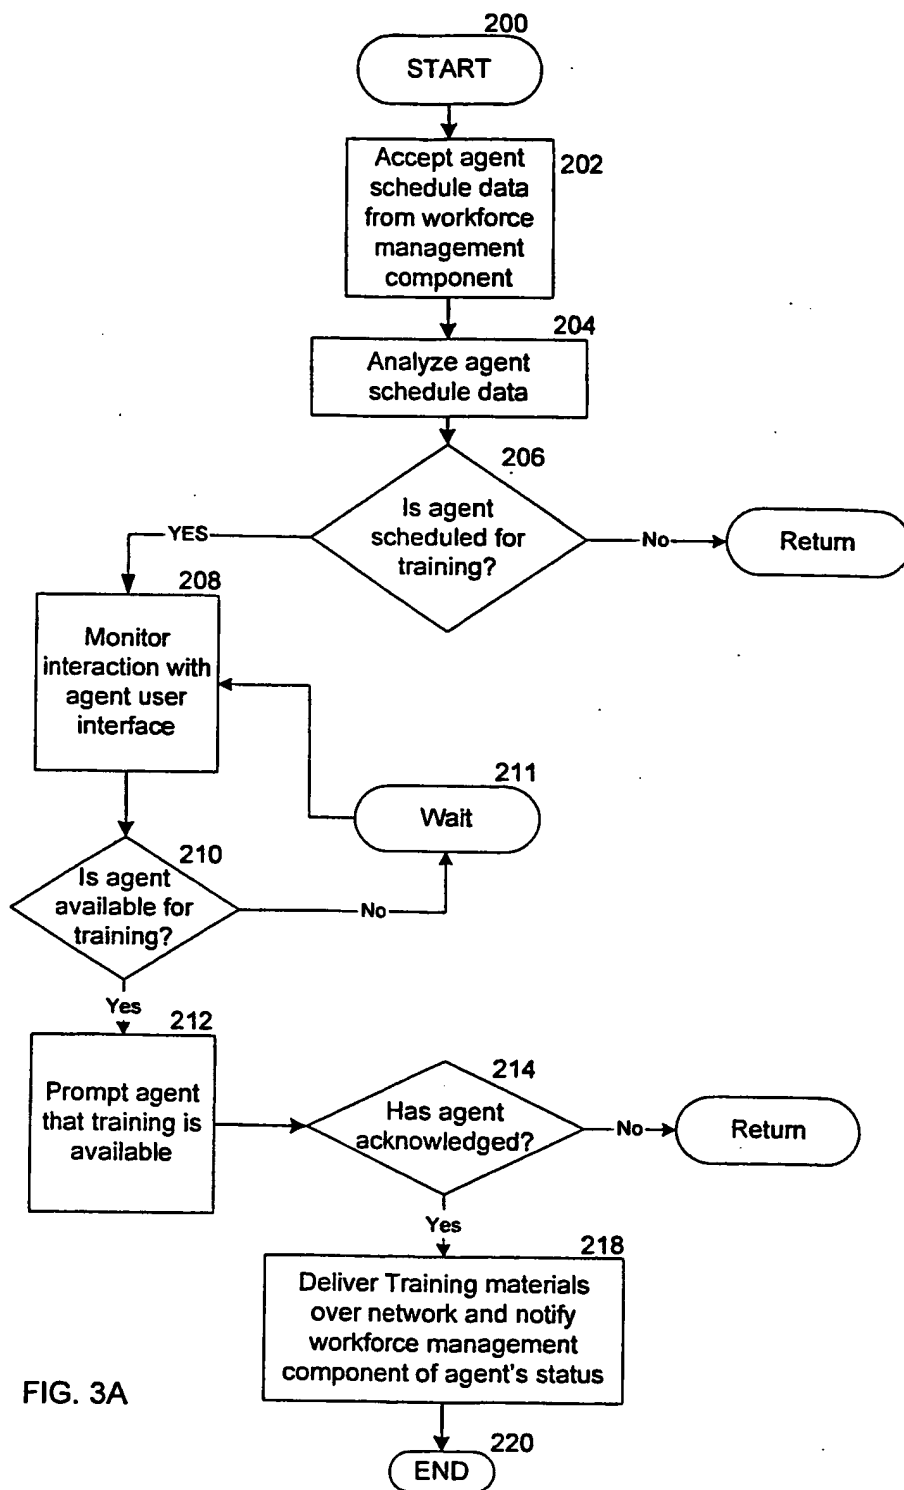 200
START
Accept agent
schedule data
from workforce
management
component
202
204
Analyze agent
schedule data
206
Is agent
scheduled for
training?
YES
No
Return
208
Monitor
interaction with
agent user
interface
211
Wait
210
Is agent
available for
training?
No
Yes
212
Prompt agent
that training is
available
214
Has agent
acknowledged?
No
Return
Yes
218
Deliver Training materials
over network and notify
workforce management
component of agent's status
FIG. 3A
220
END